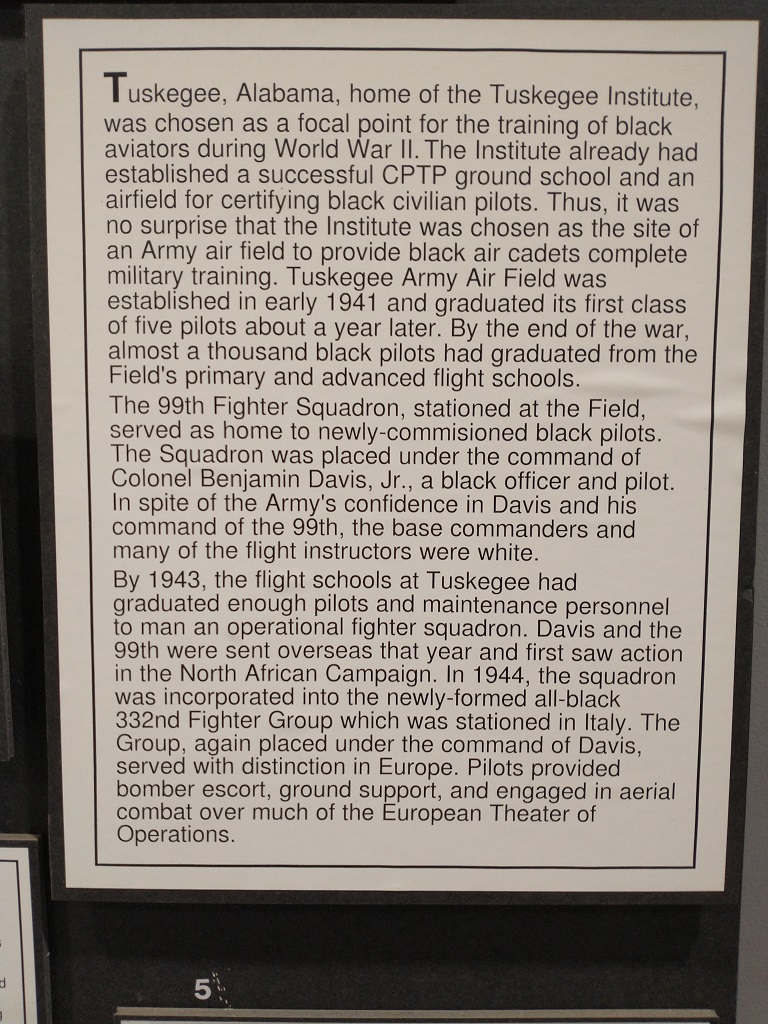 Tuskegee, Alabama, home of the Tuskegee Institute,
was chosen as a focal point for the training of black
aviators during World War II. The Institute already had
established a successful CPTP ground school and an
airfield for certifying black civilian pilots. Thus, it was
no surprise that the Institute was chosen as the site of
an Army air field to provide black air cadets complete
military training. Tuskegee Army Air Field was
established in early 1941 and graduated its first class
of five pilots about a year later. By the end of the war,
almost a thousand black pilots had graduated from the
Field's primary and advanced flight schools.
The 99th Fighter Squadron, stationed at the Field,
served as home to newly-commisioned black pilots.
The Squadron was placed under the command of
Colonel Benjamin Davis, Jr., a black officer and pilot.
In spite of the Army's confidence in Davis and his
command of the 99th, the base commanders and
many of the flight instructors were white.
By 1943, the flight schools at Tuskegee had
graduated enough pilots and maintenance personnel
to man an operational fighter squadron. Davis and the
99th were sent overseas that year and first saw action
in the North African Campaign. In 1944, the squadron
was incorporated into the newly-formed all-black
332nd Fighter Group which was stationed in Italy. The
Group, again placed under the command of Davis,
served with distinction in Europe. Pilots provided
bomber escort, ground support, and engaged in aerial
combat over much of the European Theater of
Operations.
5